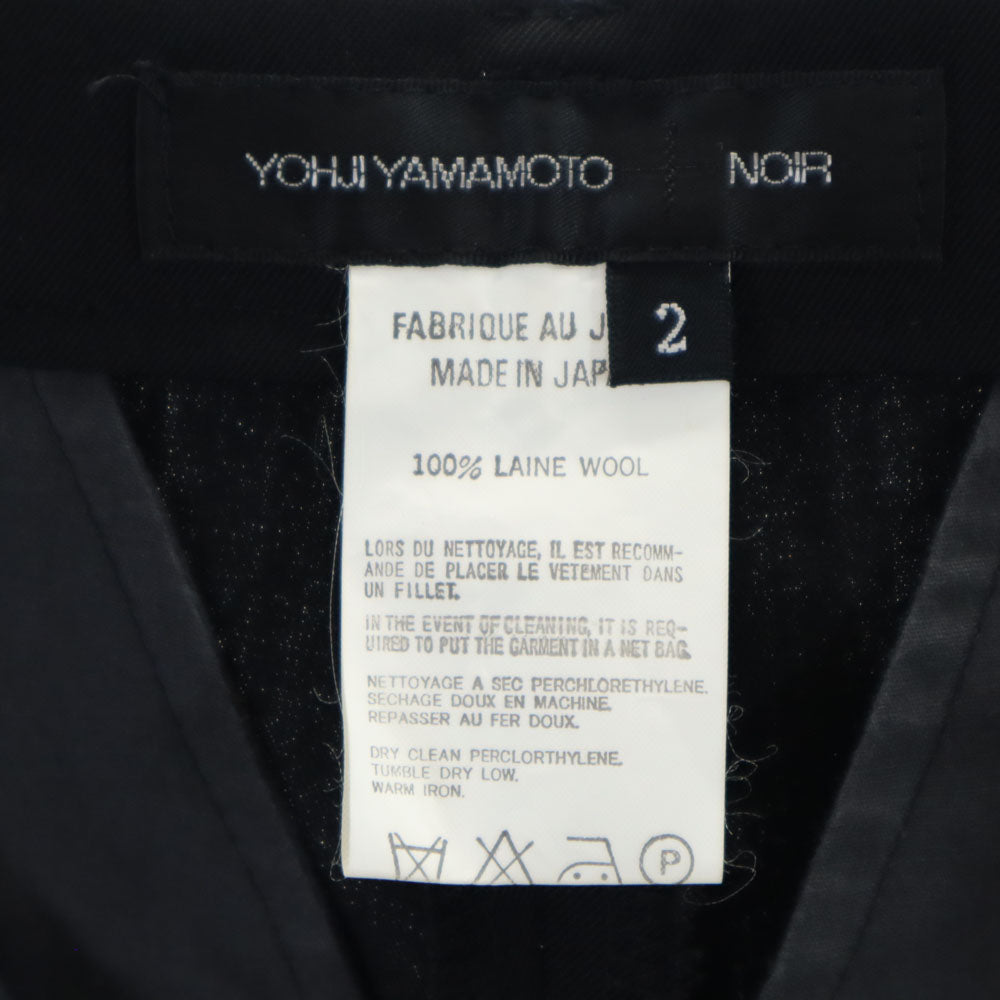 YOHJI YAMAMOTO NOIR
2
FABRIQUE AU J
MADE IN JAP
100% LAINE WOOL
LORS DU NETTOYAGE, IL EST RECOMM-
ANDE DE PLACER LE VETEMENT DANS
UN FILLET.
IN THE EVENT OF CLEANING, IT IS REQ-
UIRED TO PUT THE GARMENT IN A NET BAG.
NETTOYAGE A SEC PERCHLORETHYLENE.
SECHAGE DOUX EN MACHINE.
REPASSER AU FER DOUX.
DRY CLEAN PERCLORTHYLENE.
TUMBLE DRY LOW.
WARM IRON.
P